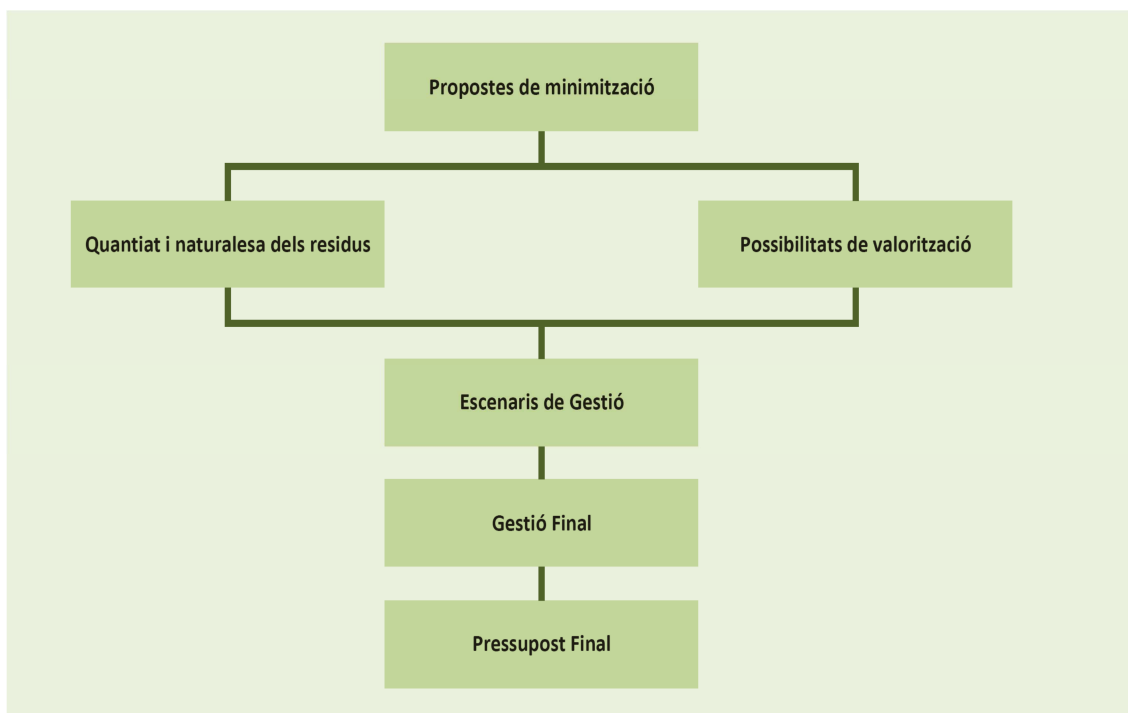 Propostes de minimització
Quantiat i naturalesa dels residus
Possibilitats de valorització
Escenaris de Gestió
Gestió Final
Pressupost Final